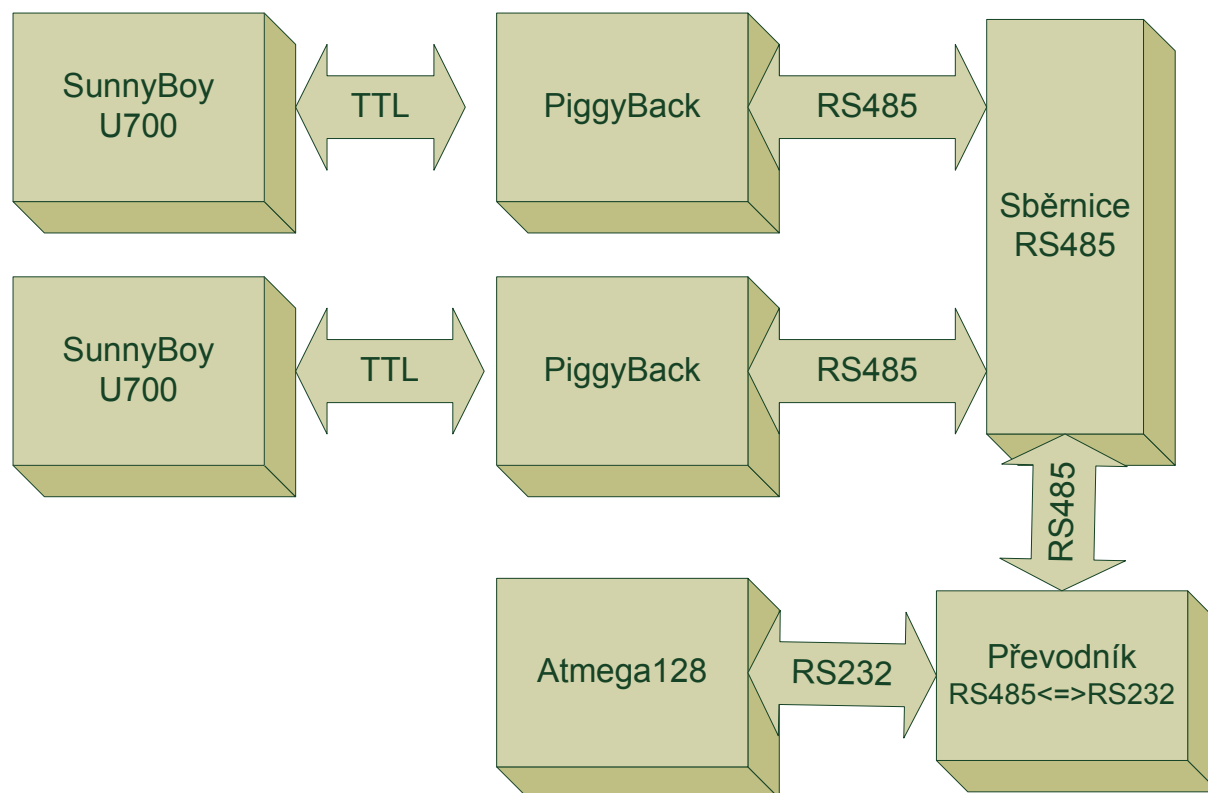 SunnyBoy
U700
TTL
PiggyBack
RS485
Sběrnice
RS485
SunnyBoy
U700
TTL
PiggyBack
RS485
RS485
Atmega128
RS232
Převodník
RS485<=>RS232